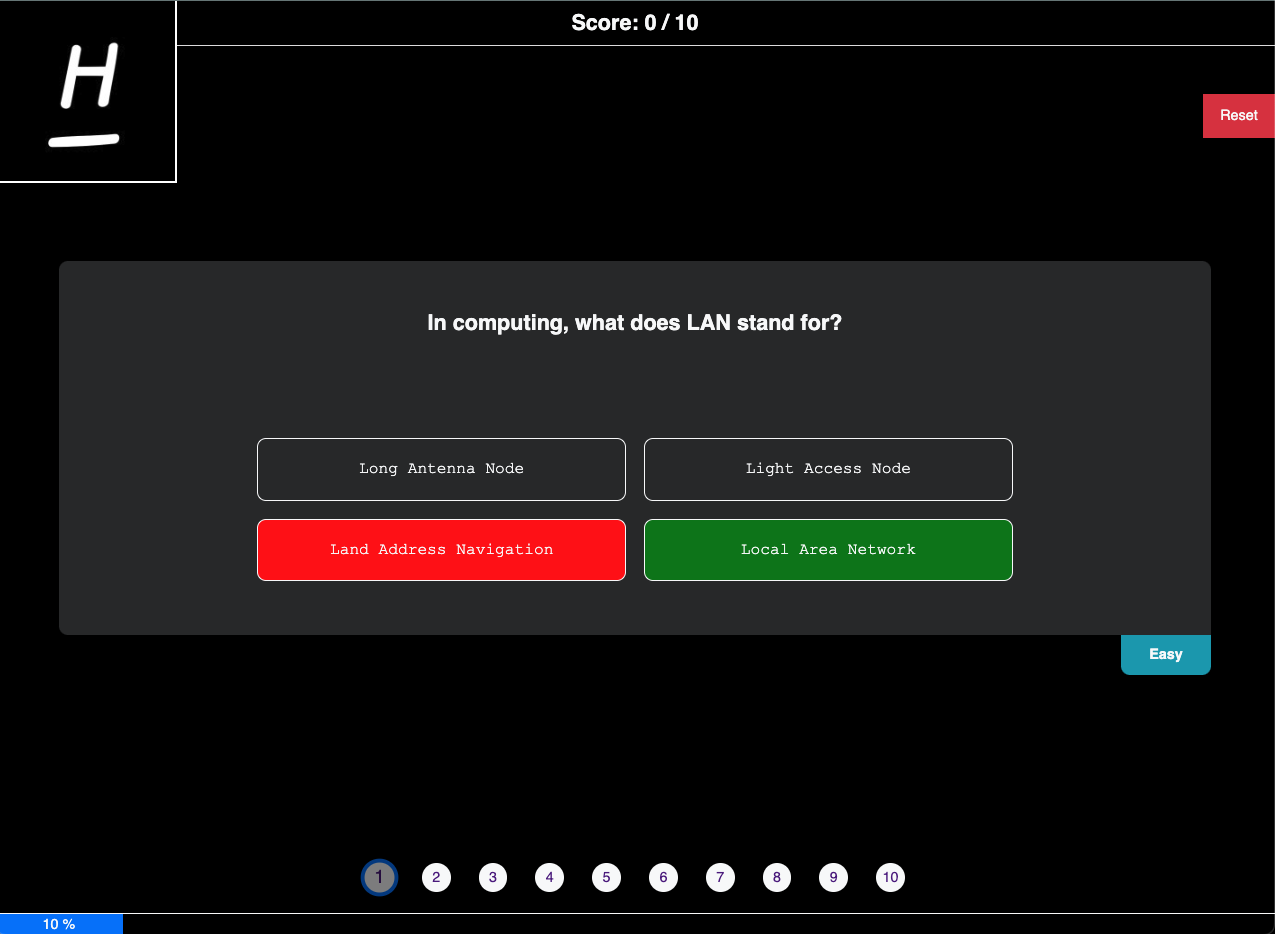 H
Score: 0 / 10
Reset
In computing, what does LAN stand for?
Long Antenna Node
Light Access Node
Land Address Navigation
Local Area Network
Easy
1 2 3 4 5 6 7 8 9 10
10 %